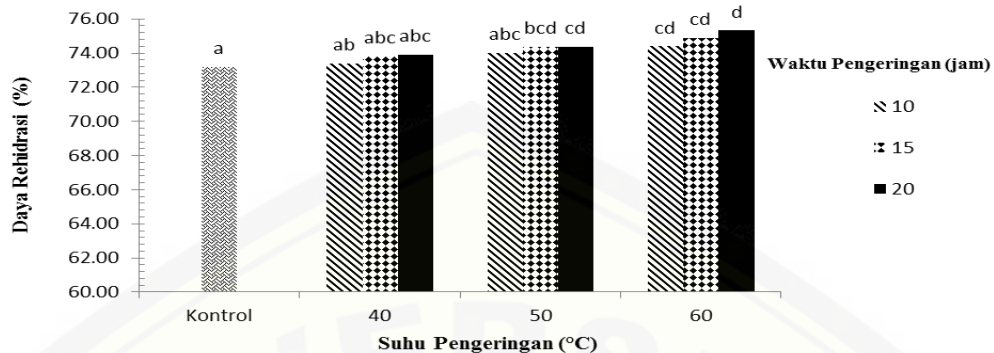 76.00
74.00
72.00
70.00
68.00
66.00
64.00
62.00
60.00
Daya Rehidrasi (%)
a
ab abc abc
abc bcd cd
cd cd d
Kontrol 40 50 60
Suhu Pengeringan (°C)
Waktu Pengeringan (jam)
10
15
20